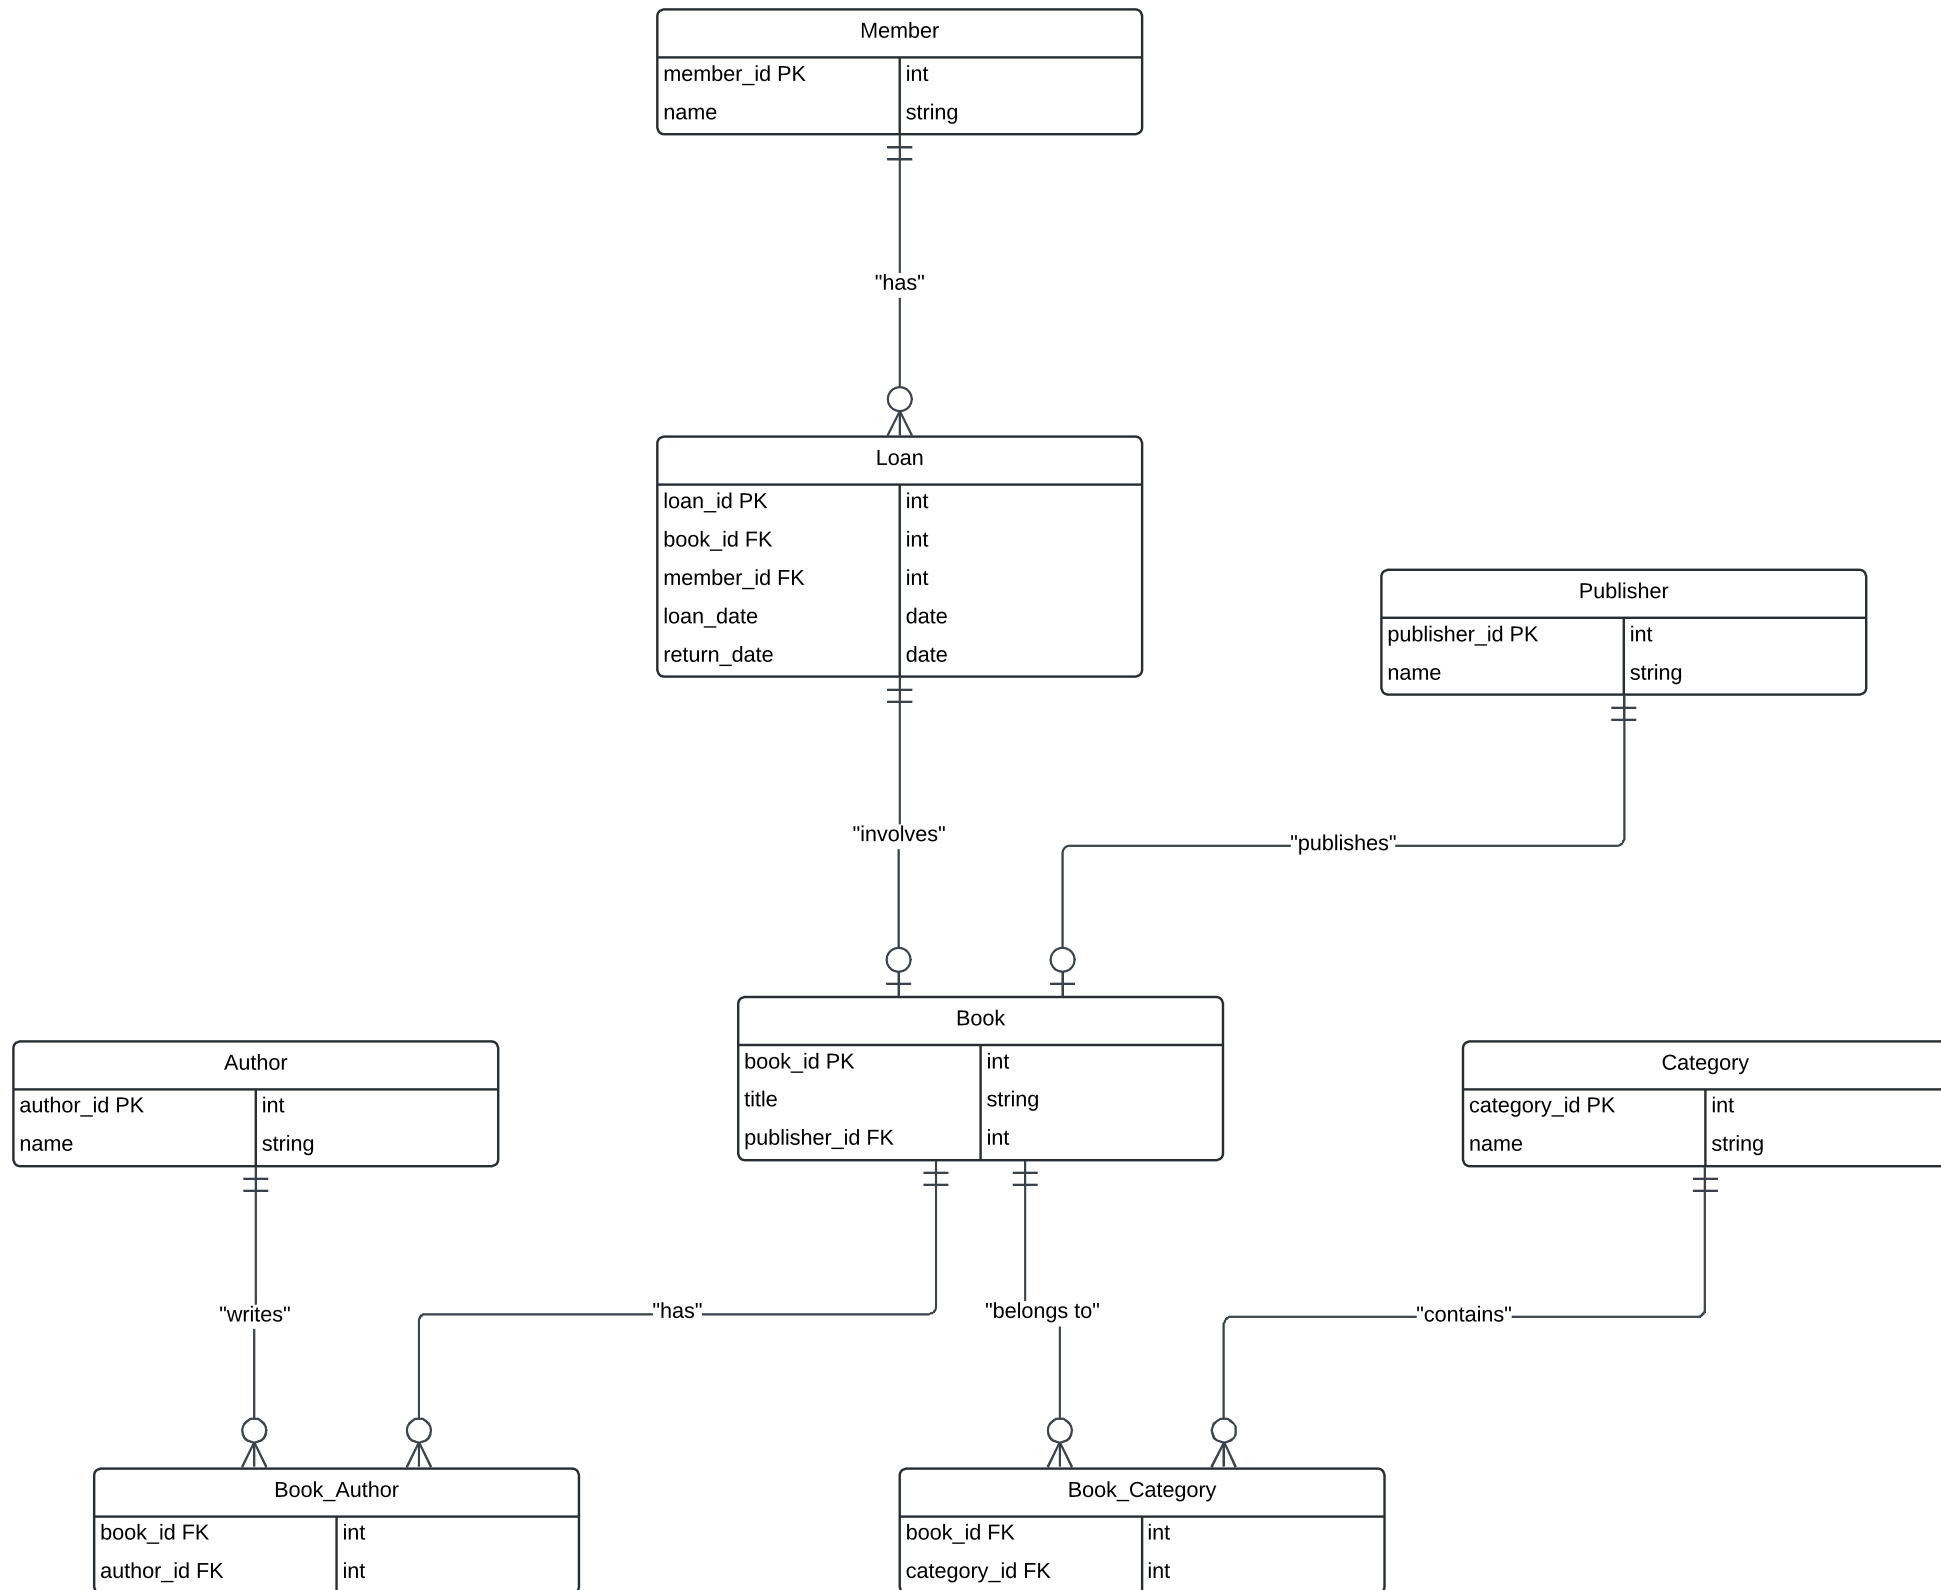 Member
member_id PK int
name string
"has"
Loan
loan_id PK int
book_id FK int
member_id FK int
loan_date date
return_date date
Publisher
publisher_id PK int
name string
"involves"
"publishes"
Book
book_id PK int
title string
publisher_id FK int
Author
author_id PK int
name string
Category
category_id PK int
name string
"writes"
"has"
"belongs to"
"contains"
Book_Author
book_id FK int
author_id FK int
Book_Category
book_id FK int
category_id FK int